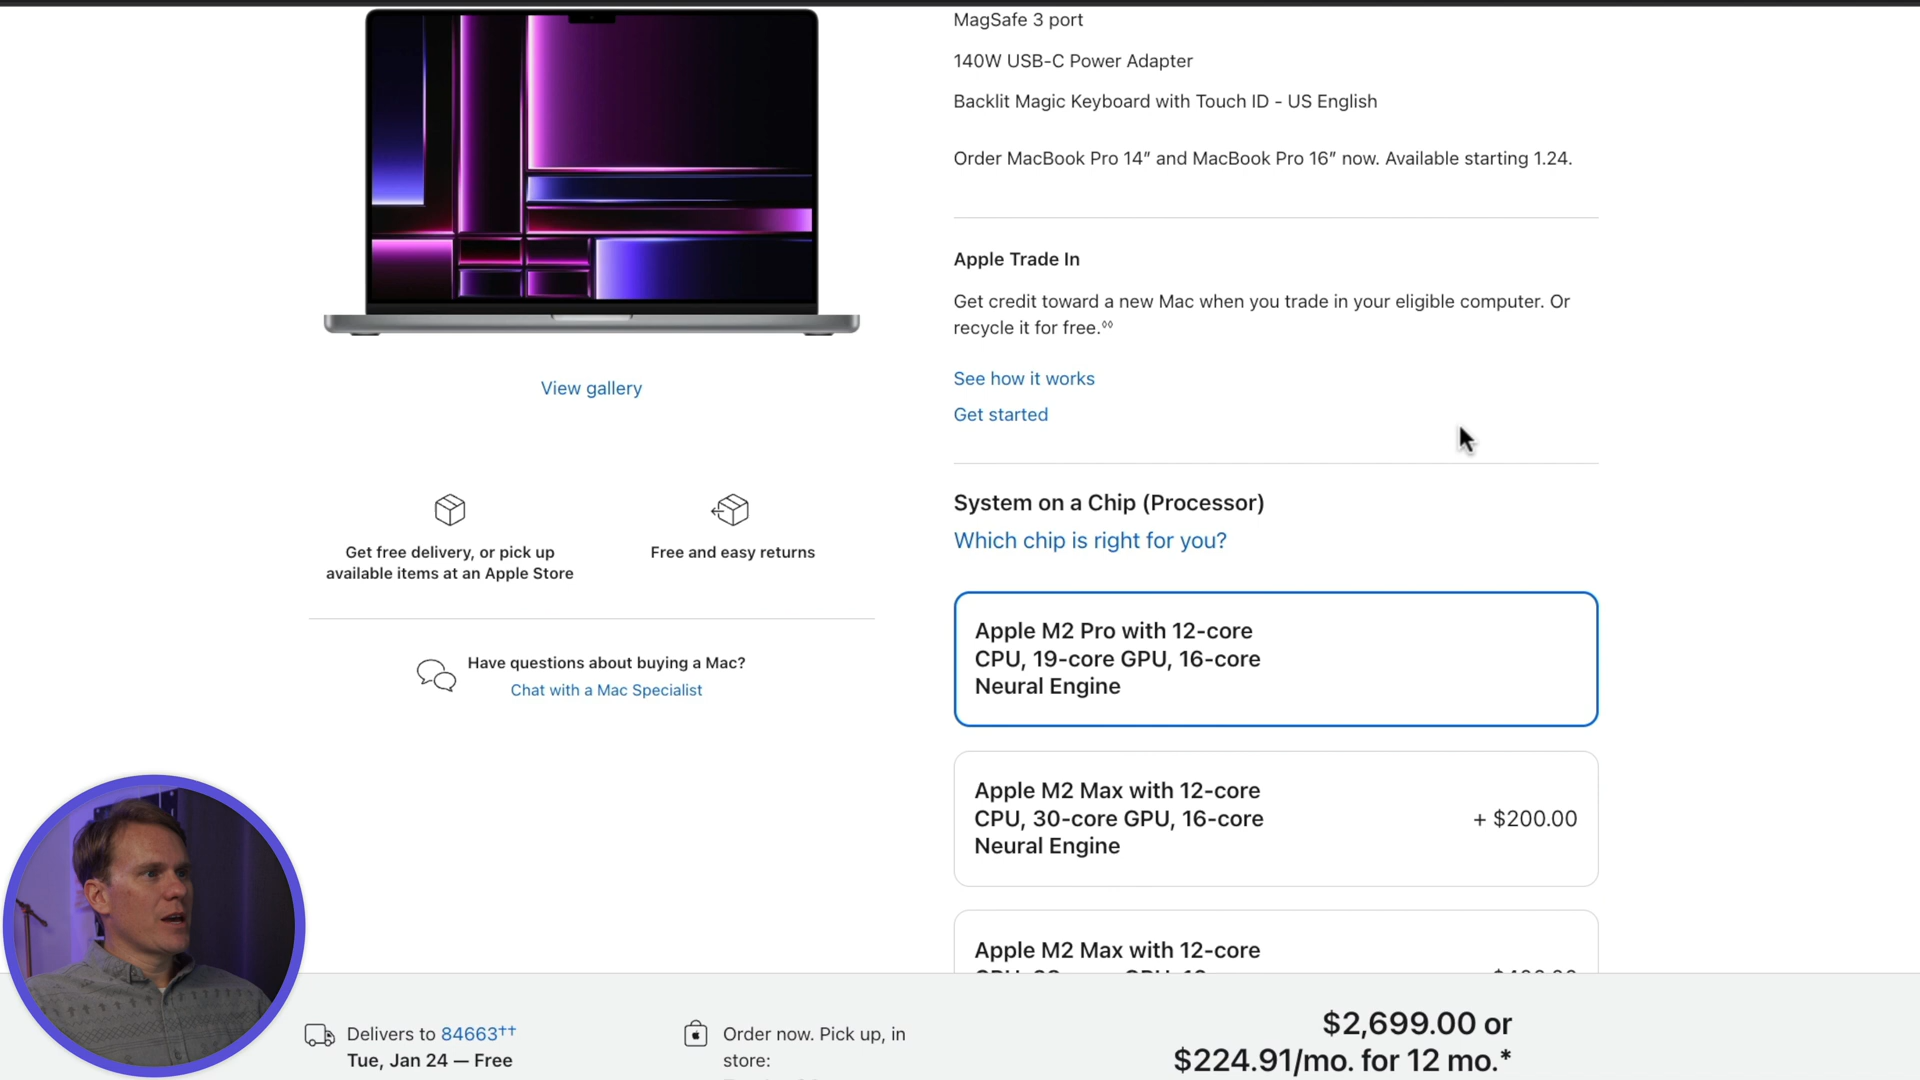 MagSafe 3 port
140W USB-C Power Adapter
Backlit Magic Keyboard with Touch ID - US English
Order MacBook Pro 14″ and MacBook Pro 16″ now. Available starting 1.24.
Apple Trade In
Get credit toward a new Mac when you trade in your eligible computer. Or
recycle it for free.◊◊
See how it works
Get started
View gallery
Get free delivery, or pick up
available items at an Apple Store
Free and easy returns
Have questions about buying a Mac?
Chat with a Mac Specialist
System on a Chip (Processor)
Which chip is right for you?
Apple M2 Pro with 12-core
CPU, 19-core GPU, 16-core
Neural Engine
Apple M2 Max with 12-core
CPU, 30-core GPU, 16-core
Neural Engine
+ $200.00
Apple M2 Max with 12-core
Delivers to 84663††
Tue, Jan 24 — Free
Order now. Pick up, in
store:
$2,699.00 or
$224.91/mo. for 12 mo.*